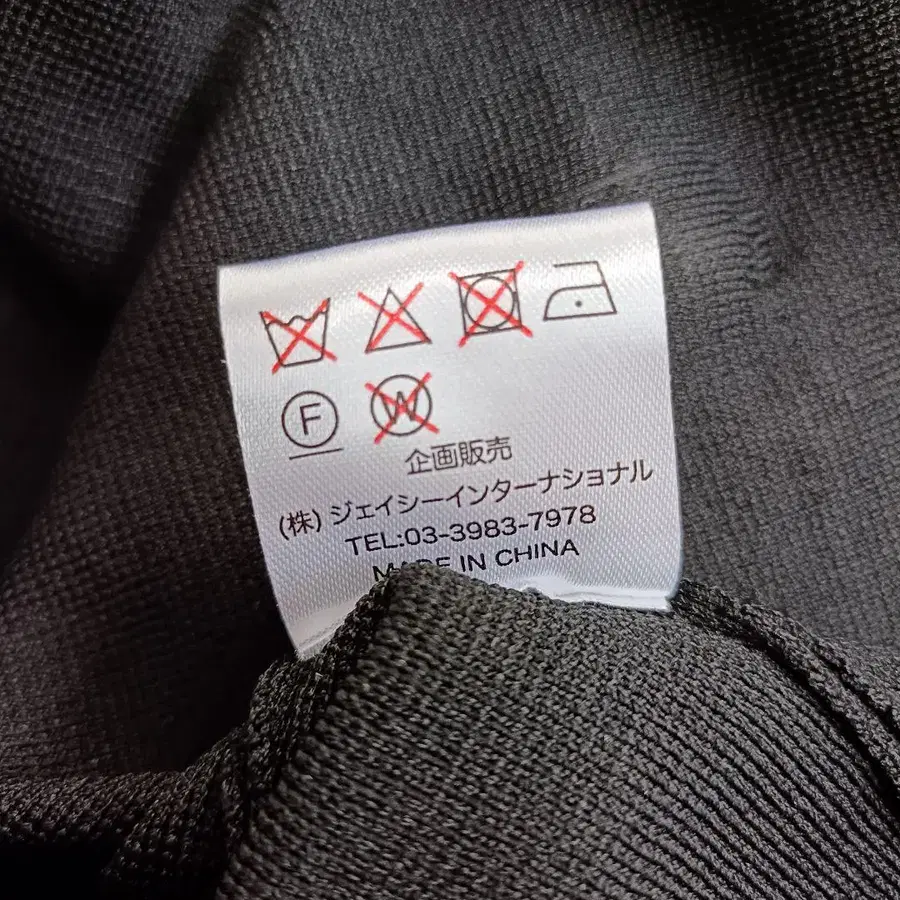 F W
企画販売
(株) ジェイシーインターナショナル
TEL:03-3983-7978
MADE IN CHINA